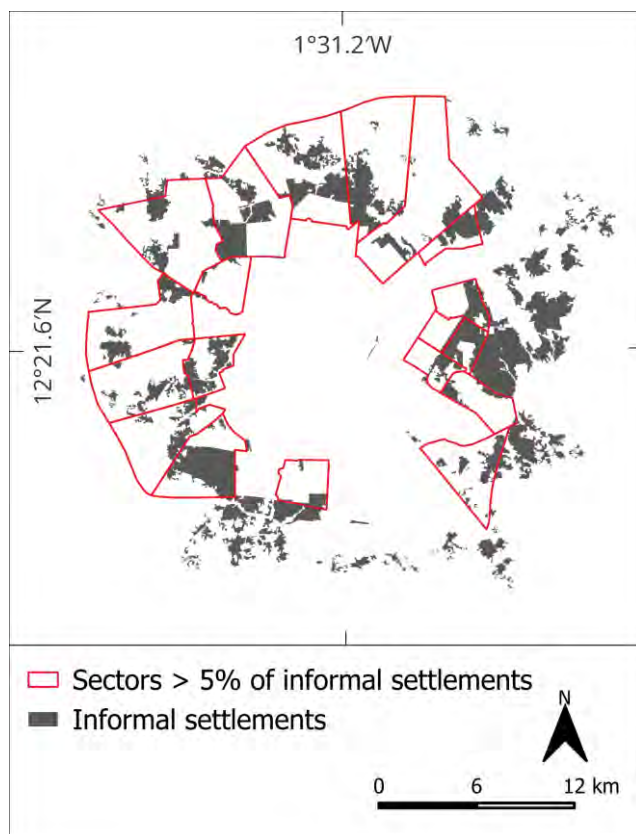 1°31.2′W
12°21.6′N
Sectors > 5% of informal settlements
Informal settlements
N
0 6 12 km